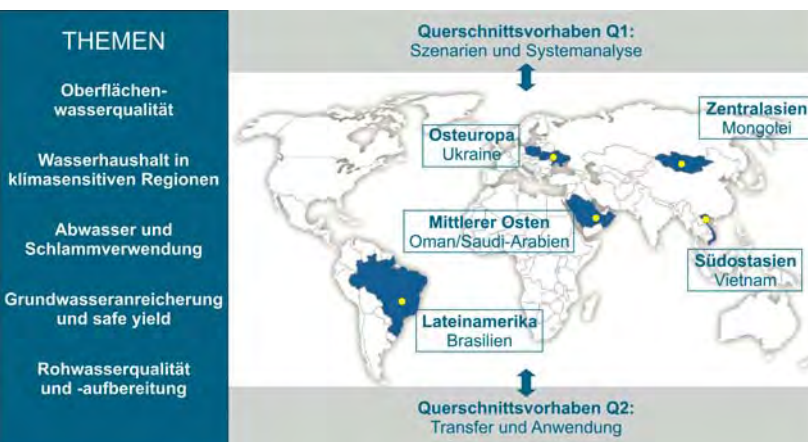 THEMEN
Oberflächen-
wasserqualität
Wasserhaushalt in
klimasensitiven Regionen
Abwasser und
Schlammverwendung
Grundwasseranreicherung
und safe yield
Rohwasserqualität
und -aufbereitung
Querschnittsvorhaben Q1:
Szenarien und Systemanalyse
Osteuropa
Ukraine
Zentralasien
Mongolei
Mittlerer Osten
Oman/Saudi-Arabien
Südostasien
Vietnam
Lateinamerika
Brasilien
Querschnittsvorhaben Q2:
Transfer und Anwendung